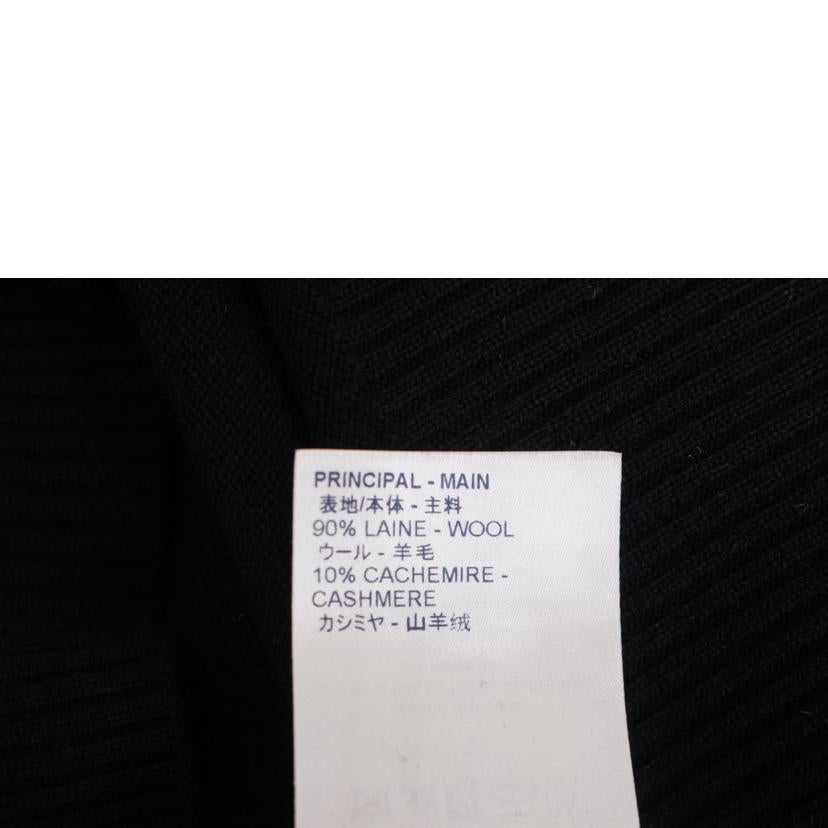 PRINCIPAL - MAIN
表地/本体 - 主料
90% LAINE - WOOL
ウール - 羊毛
10% CACHEMIRE -
CASHMERE
カシミヤ - 山羊绒